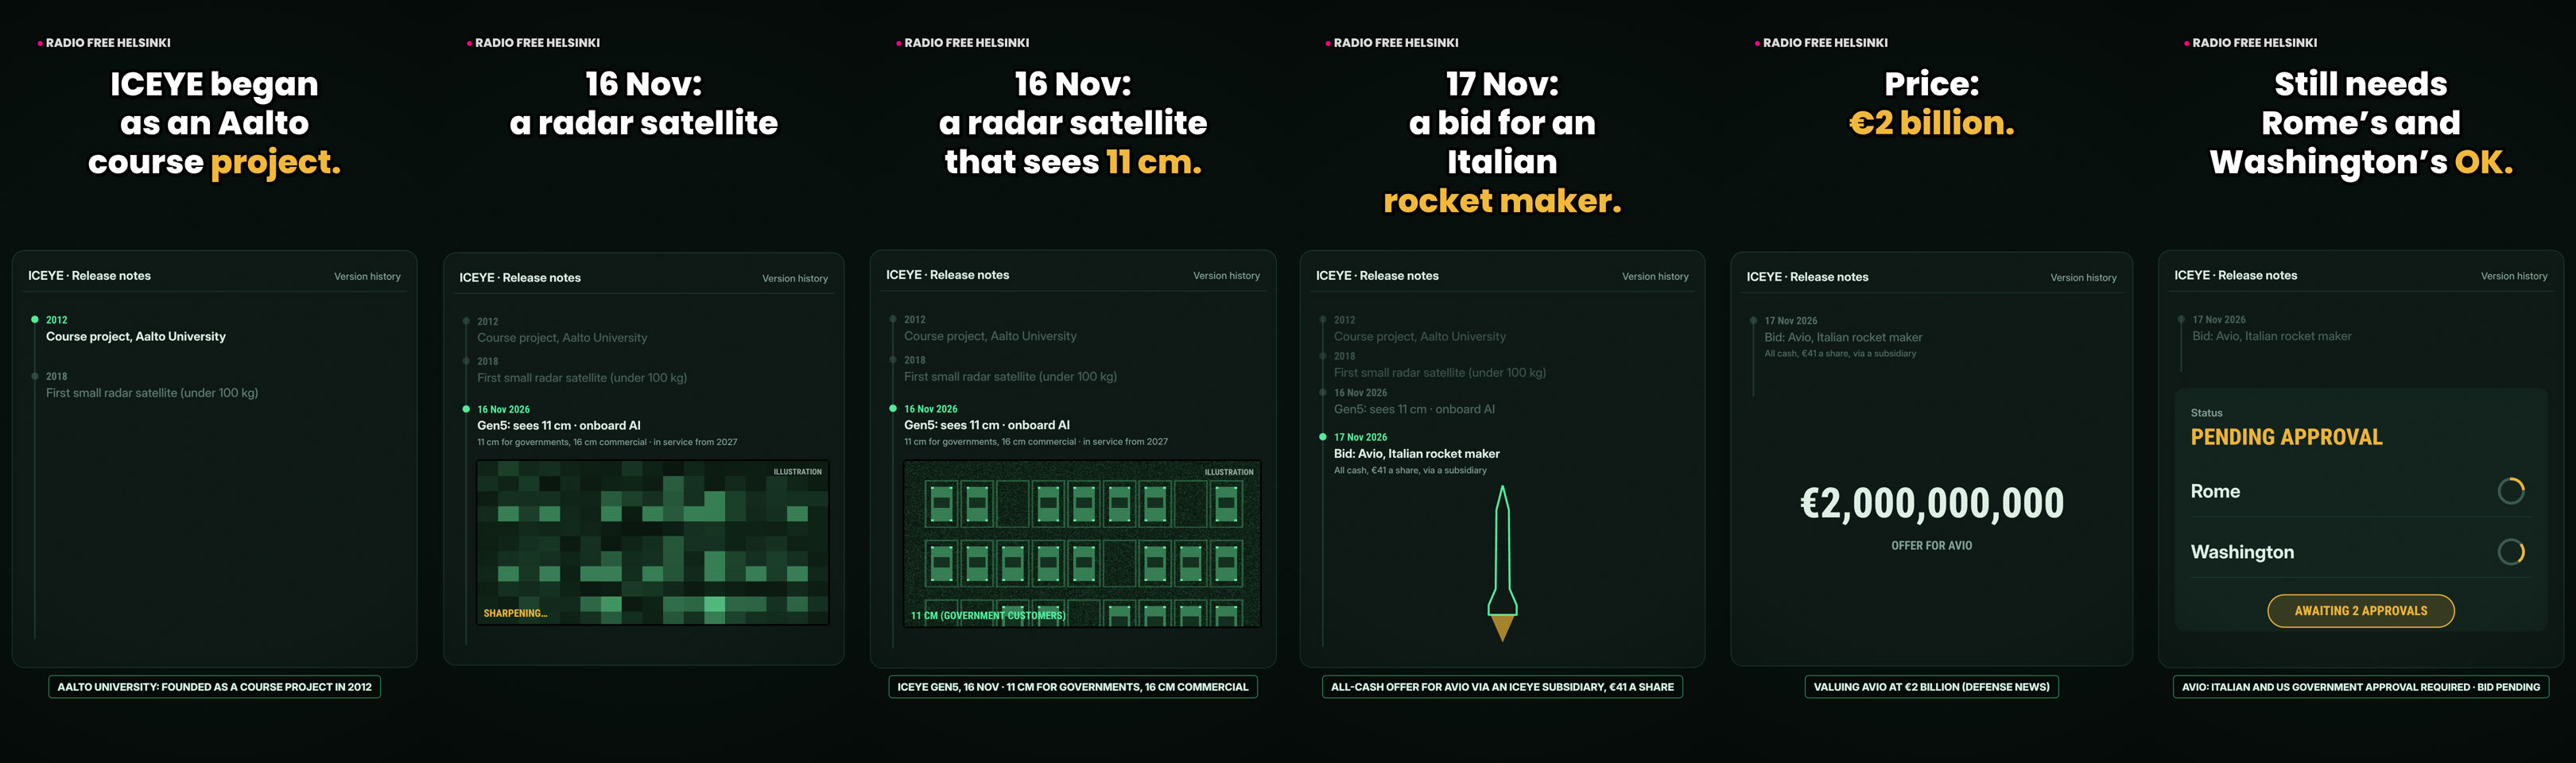 RADIO FREE HELSINKI
ICEYE began
as an Aalto
course project.
ICEYE · Release notes
Version history
2012
Course project, Aalto University
2018
First small radar satellite (under 100 kg)
AALTO UNIVERSITY: FOUNDED AS A COURSE PROJECT IN 2012
RADIO FREE HELSINKI
16 Nov:
a radar satellite
ICEYE · Release notes
Version history
2012
Course project, Aalto University
2018
First small radar satellite (under 100 kg)
16 Nov 2026
Gen5: sees 11 cm · onboard AI
11 cm for governments, 16 cm commercial · in service from 2027
ILLUSTRATION
SHARPENING...
RADIO FREE HELSINKI
16 Nov:
a radar satellite
that sees 11 cm.
ICEYE · Release notes
Version history
2012
Course project, Aalto University
2018
First small radar satellite (under 100 kg)
16 Nov 2026
Gen5: sees 11 cm · onboard AI
11 cm for governments, 16 cm commercial · in service from 2027
ILLUSTRATION
11 CM (GOVERNMENT CUSTOMERS)
ICEYE GEN5, 16 NOV · 11 CM FOR GOVERNMENTS, 16 CM COMMERCIAL
RADIO FREE HELSINKI
17 Nov:
a bid for an
Italian
rocket maker.
ICEYE · Release notes
Version history
2012
Course project, Aalto University
2018
First small radar satellite (under 100 kg)
16 Nov 2026
Gen5: sees 11 cm · onboard AI
17 Nov 2026
Bid: Avio, Italian rocket maker
All cash, €41 a share, via a subsidiary
ALL-CASH OFFER FOR AVIO VIA AN ICEYE SUBSIDIARY, €41 A SHARE
RADIO FREE HELSINKI
Price:
€2 billion.
ICEYE · Release notes
Version history
17 Nov 2026
Bid: Avio, Italian rocket maker
All cash, €41 a share, via a subsidiary
€2,000,000,000
OFFER FOR AVIO
VALUING AVIO AT €2 BILLION (DEFENSE NEWS)
RADIO FREE HELSINKI
Still needs
Rome’s and
Washington’s OK.
ICEYE · Release notes
Version history
17 Nov 2026
Bid: Avio, Italian rocket maker
Status
PENDING APPROVAL
Rome
Washington
AWAITING 2 APPROVALS
AVIO: ITALIAN AND US GOVERNMENT APPROVAL REQUIRED · BID PENDING